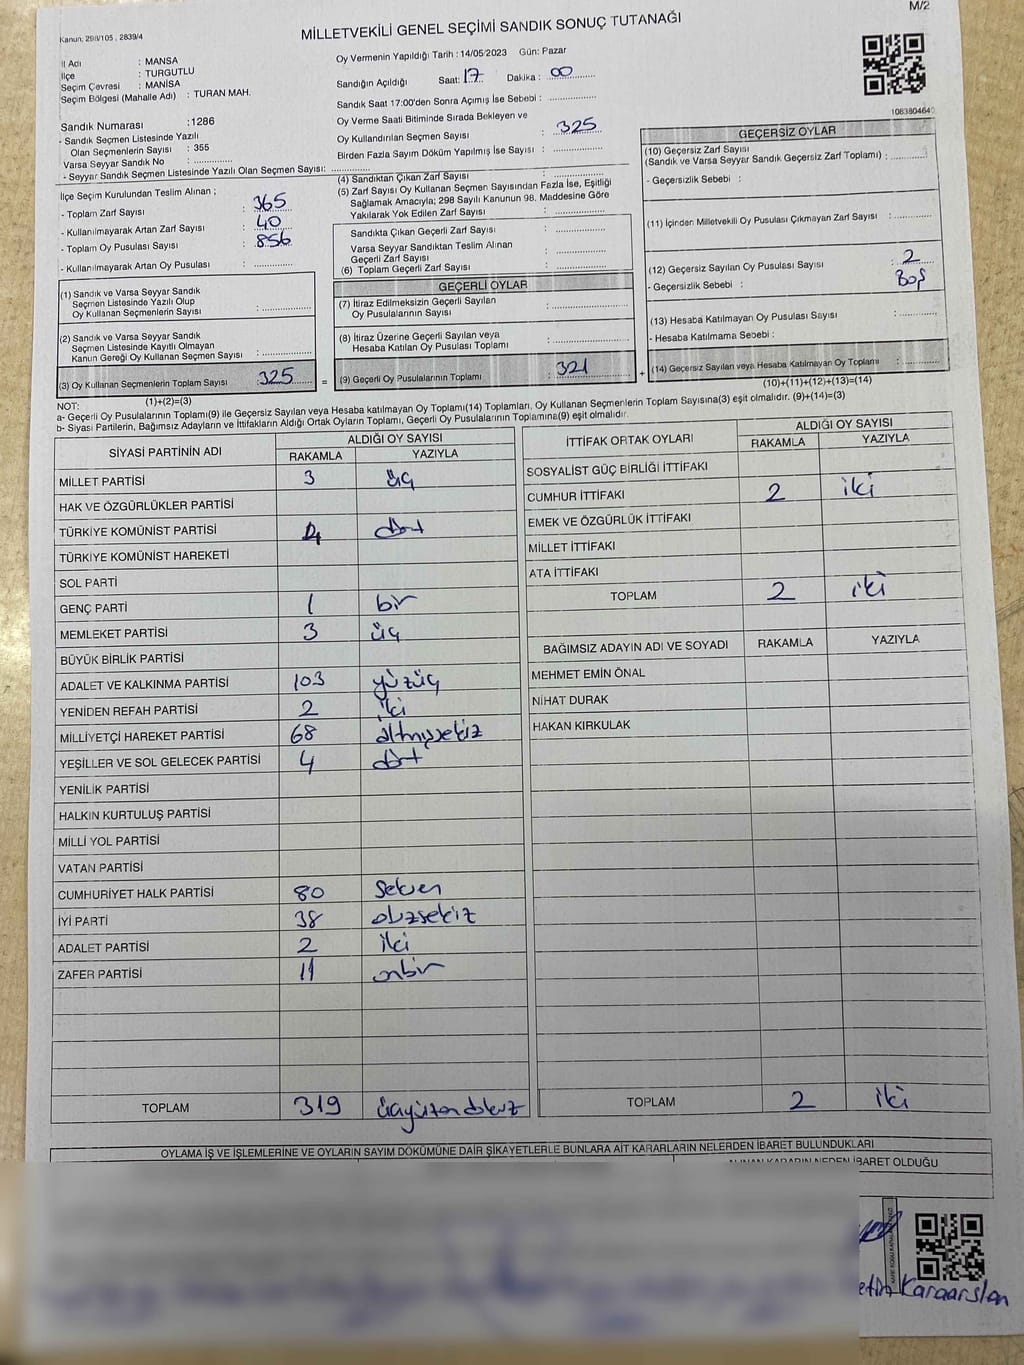 M/2
Kanun: 298/105 , 2839/4
MİLLETVEKİLİ GENEL SEÇİMİ SANDIK SONUÇ TUTANAĞI
İl Adı : MANİSA
İlçe : TURGUTLU
Seçim Çevresi : MANİSA
Seçim Bölgesi (Mahalle Adı) : TURAN MAH.
Sandık Numarası : 1286
- Sandık Seçmen Listesinde Yazılı
Olan Seçmenlerin Sayısı : 355
Varsa Seyyar Sandık No :
- Seyyar Sandık Seçmen Listesinde Yazılı Olan Seçmen Sayısı:
Oy Vermenin Yapıldığı Tarih : 14/05/2023 Gün: Pazar
Sandığın Açıldığı Saat: 17 Dakika : 00
Sandık Saat 17:00'den Sonra Açımış İse Sebebi :
Oy Verme Saati Bitiminde Sırada Bekleyen ve
Oy Kullandırılan Seçmen Sayısı : 325
Birden Fazla Sayım Döküm Yapılmış İse Sayısı :
İlçe Seçim Kurulundan Teslim Alınan ;
- Toplam Zarf Sayısı : 365
- Kullanılmayarak Artan Zarf Sayısı : 40
- Toplam Oy Pusulası Sayısı : 856
- Kullanılmayarak Artan Oy Pusulası :
(4) Sandıktan Çıkan Zarf Sayısı :
(5) Zarf Sayısı Oy Kullanan Seçmen Sayısından Fazla İse, Eşitliği
Sağlamak Amacıyla; 298 Sayılı Kanunun 98. Maddesine Göre
Yakılarak Yok Edilen Zarf Sayısı :
Sandıkta Çıkan Geçerli Zarf Sayısı :
Varsa Seyyar Sandıktan Teslim Alınan
Geçerli Zarf Sayısı :
(6) Toplam Geçerli Zarf Sayısı :
(1) Sandık ve Varsa Seyyar Sandık
Seçmen Listesinde Yazılı Olup
Oy Kullanan Seçmenlerin Sayısı :
(2) Sandık ve Varsa Seyyar Sandık
Seçmen Listesinde Kayıtlı Olmayan
Kanun Gereği Oy Kullanan Seçmen Sayısı :
(3) Oy Kullanan Seçmenlerin Toplam Sayısı 325 =
(1)+(2)=(3)
GEÇERLİ OYLAR
(7) İtiraz Edilmeksizin Geçerli Sayılan
Oy Pusulalarının Sayısı :
(8) İtiraz Üzerine Geçerli Sayılan veya
Hesaba Katılan Oy Pusulası Toplamı :
(9) Geçerli Oy Pusulalarının Toplamı : 321 +
1083804640
GEÇERSİZ OYLAR
(10) Geçersiz Zarf Sayısı
(Sandık ve Varsa Seyyar Sandık Geçersiz Zarf Toplamı) :
- Geçersizlik Sebebi :
(11) İçinden Milletvekili Oy Pusulası Çıkmayan Zarf Sayısı :
(12) Geçersiz Sayılan Oy Pusulası Sayısı : 2
- Geçersizlik Sebebi : Boş
(13) Hesaba Katılmayan Oy Pusulası Sayısı :
- Hesaba Katılmama Sebebi :
(14) Geçersiz Sayılan veya Hesaba Katılmayan Oy Toplamı :
(10)+(11)+(12)+(13)=(14)
NOT:
a- Geçerli Oy Pusulalarının Toplamı(9) ile Geçersiz Sayılan veya Hesaba katılmayan Oy Toplamı(14) Toplamları, Oy Kullanan Seçmenlerin Toplam Sayısına(3) eşit olmalıdır. (9)+(14)=(3)
b- Siyasi Partilerin, Bağımsız Adayların ve İttifakların Aldığı Ortak Oyların Toplamı, Geçerli Oy Pusulalarının Toplamına(9) eşit olmalıdır.
SİYASİ PARTİNİN ADI ALDIĞI OY SAYISI
RAKAMLA YAZIYLA
MİLLET PARTİSİ 3 üç
HAK VE ÖZGÜRLÜKLER PARTİSİ
TÜRKİYE KOMÜNİST PARTİSİ 4 dört
TÜRKİYE KOMÜNİST HAREKETİ
SOL PARTİ
GENÇ PARTİ 1 bir
MEMLEKET PARTİSİ 3 üç
BÜYÜK BİRLİK PARTİSİ
ADALET VE KALKINMA PARTİSİ 103 yüzüç
YENİDEN REFAH PARTİSİ 2 iki
MİLLİYETÇİ HAREKET PARTİSİ 68 altmışsekiz
YEŞİLLER VE SOL GELECEK PARTİSİ 4 dört
YENİLİK PARTİSİ
HALKIN KURTULUŞ PARTİSİ
MİLLİ YOL PARTİSİ
VATAN PARTİSİ
CUMHURİYET HALK PARTİSİ 80 seksen
İYİ PARTİ 38 otuzsekiz
ADALET PARTİSİ 2 iki
ZAFER PARTİSİ 11 onbir
TOPLAM 319 üçyüzondokuz
İTTİFAK ORTAK OYLARI ALDIĞI OY SAYISI
RAKAMLA YAZIYLA
SOSYALİST GÜÇ BİRLİĞİ İTTİFAKI
CUMHUR İTTİFAKI 2 iki
EMEK VE ÖZGÜRLÜK İTTİFAKI
MİLLET İTTİFAKI
ATA İTTİFAKI
TOPLAM 2 iki
BAĞIMSIZ ADAYIN ADI VE SOYADI RAKAMLA YAZIYLA
MEHMET EMİN ÖNAL
NİHAT DURAK
HAKAN KIRKULAK
TOPLAM 2 iki
OYLAMA İŞ VE İŞLEMLERİNE VE OYLARIN SAYIM DÖKÜMÜNE DAİR ŞİKAYETLERLE BUNLARA AİT KARARLARIN NELERDEN İBARET BULUNDUKLARI
ALINAN KARARIN NEDEN İBARET OLDUĞU
etin Karaarslan